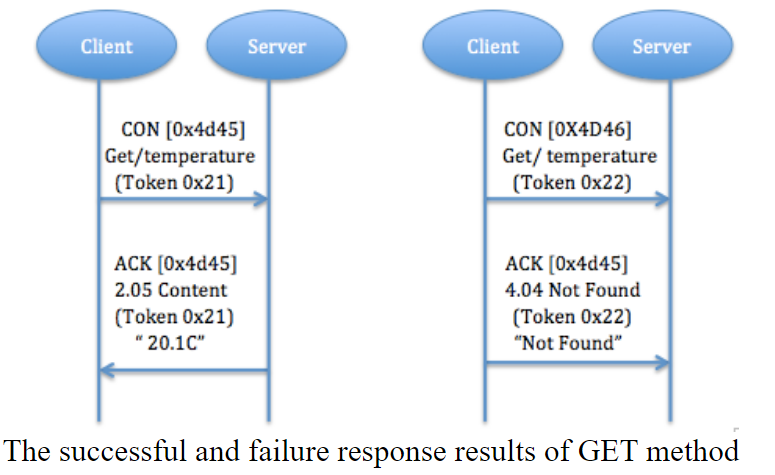 Client
Server
CON [0x4d45]
Get/temperature
(Token 0x21)
ACK [0x4d45]
2.05 Content
(Token 0x21)
“ 20.1C”
Client
Server
CON [0X4D46]
Get/ temperature
(Token 0x22)
ACK [0x4d45]
4.04 Not Found
(Token 0x22)
“Not Found”
The successful and failure response results of GET method